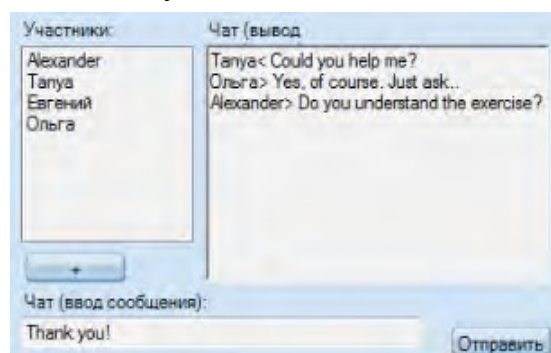 Участники:
Alexander
Tanya
Евгений
Ольга
+
Чат (вывод
Tanya< Could you help me?
Ольга> Yes, of course. Just ask..
Alexander> Do you understand the exercise?
Чат (ввод сообщения):
Thank you!
Отправить